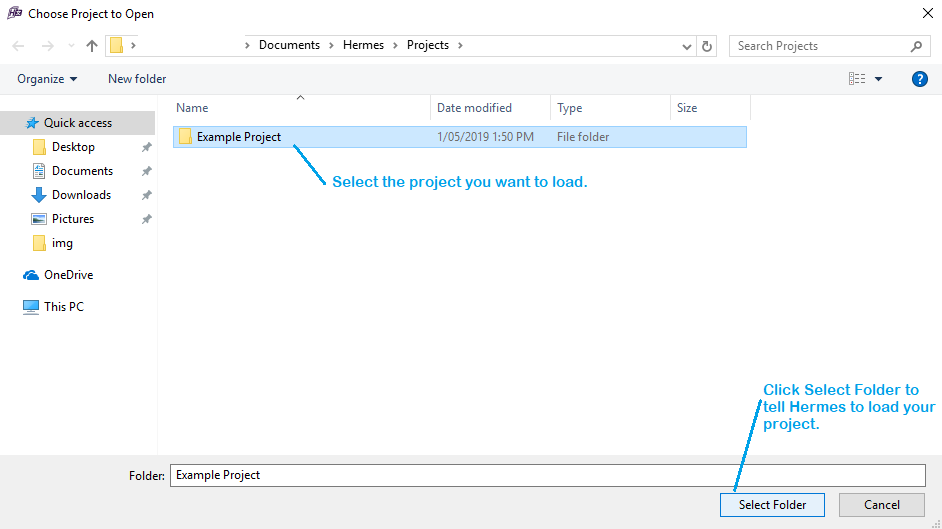 Choose Project to Open
Documents > Hermes > Projects >
Search Projects
Organize
New folder
?
Name
Date modified
Type
Size
Quick access
Desktop
Documents
Downloads
Pictures
img
OneDrive
This PC
Example Project
1/05/2019 1:50 PM
File folder
Select the project you want to load.
Click Select Folder to
tell Hermes to load your
project.
Folder:
Example Project
Select Folder
Cancel